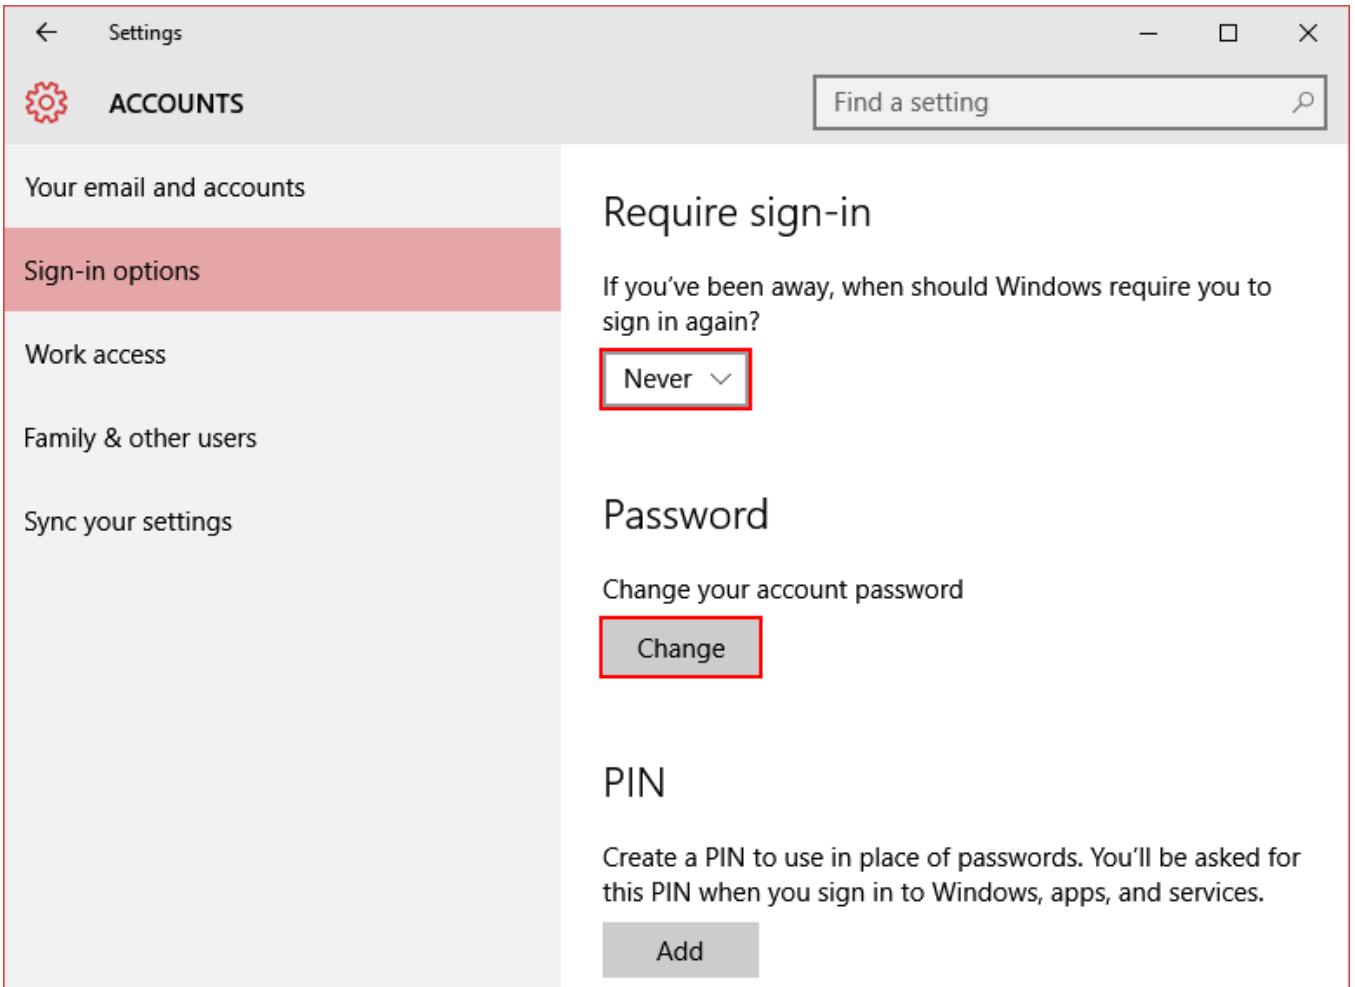 Settings
ACCOUNTS
Find a setting
Your email and accounts
Sign-in options
Work access
Family & other users
Sync your settings
Require sign-in
If you’ve been away, when should Windows require you to
sign in again?
Never
Password
Change your account password
Change
PIN
Create a PIN to use in place of passwords. You’ll be asked for
this PIN when you sign in to Windows, apps, and services.
Add